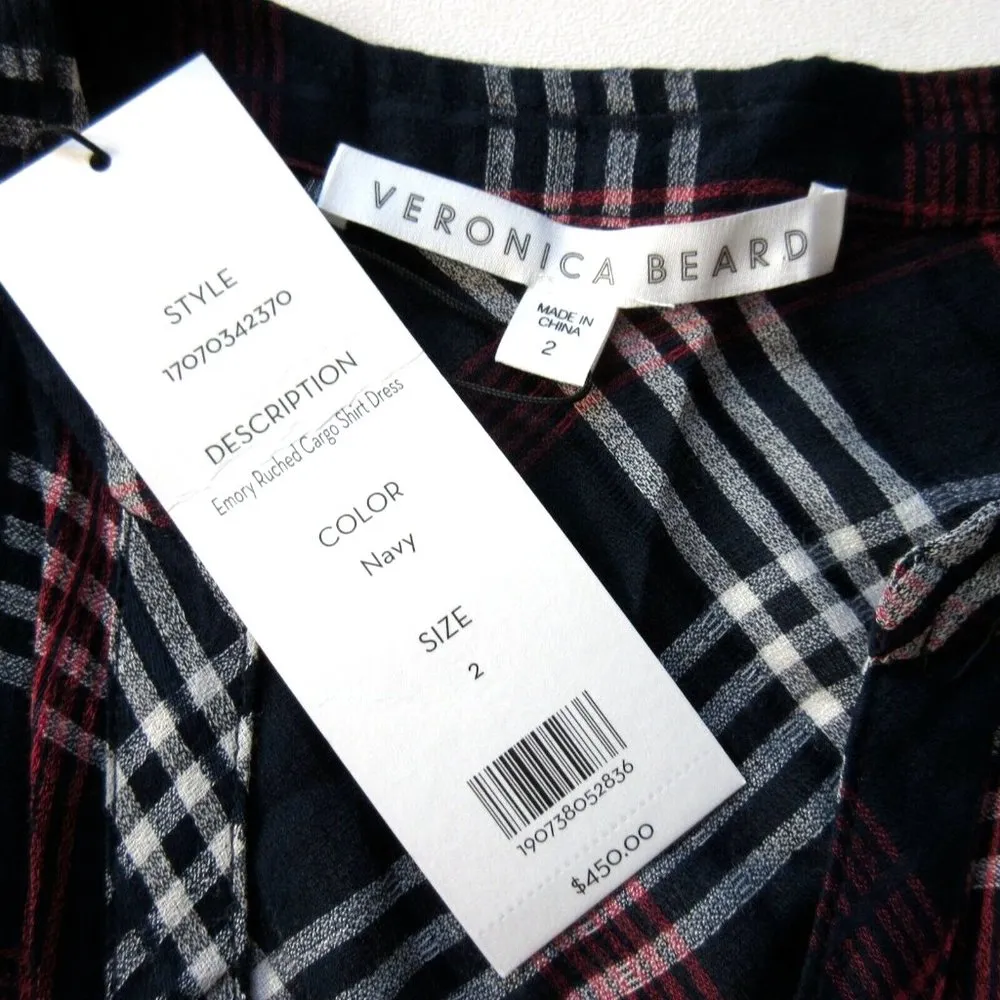 VERONICA BEARD
MADE IN
CHINA
2
STYLE
17070342370
DESCRIPTION
Emory Ruched Cargo Shirt Dress
COLOR
Navy
SIZE
2
190738052836
$450.00